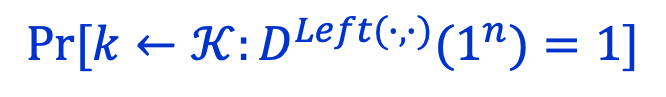 Pr[k ← 𝒦: D^{Left(·,·)}(1^n) = 1]